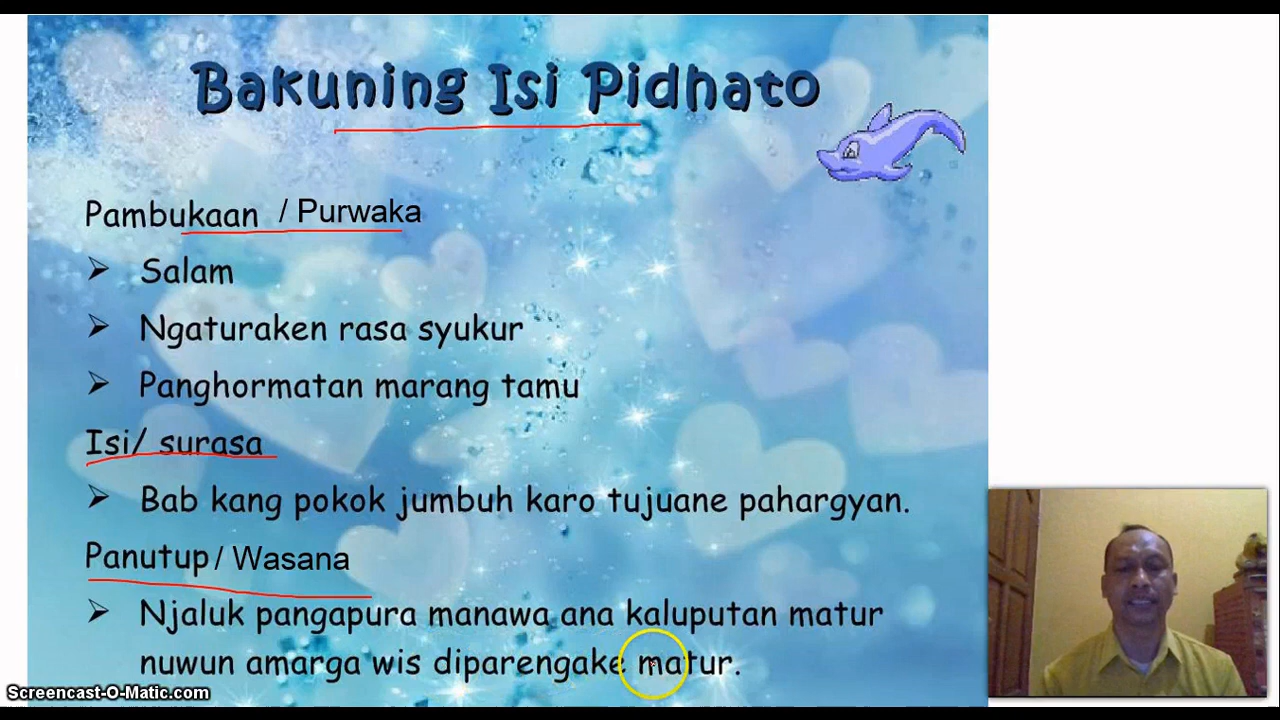 Bakuning Isi Pidhato
Pambukaan / Purwaka
Salam
Ngaturaken rasa syukur
Panghormatan marang tamu
Isi/ surasa
Bab kang pokok jumbuh karo tujuane pahargyan.
Panutup / Wasana
Njaluk pangapura manawa ana kaluputan matur
nuwun amarga wis diparengake matur.
Screencast-O-Matic.com